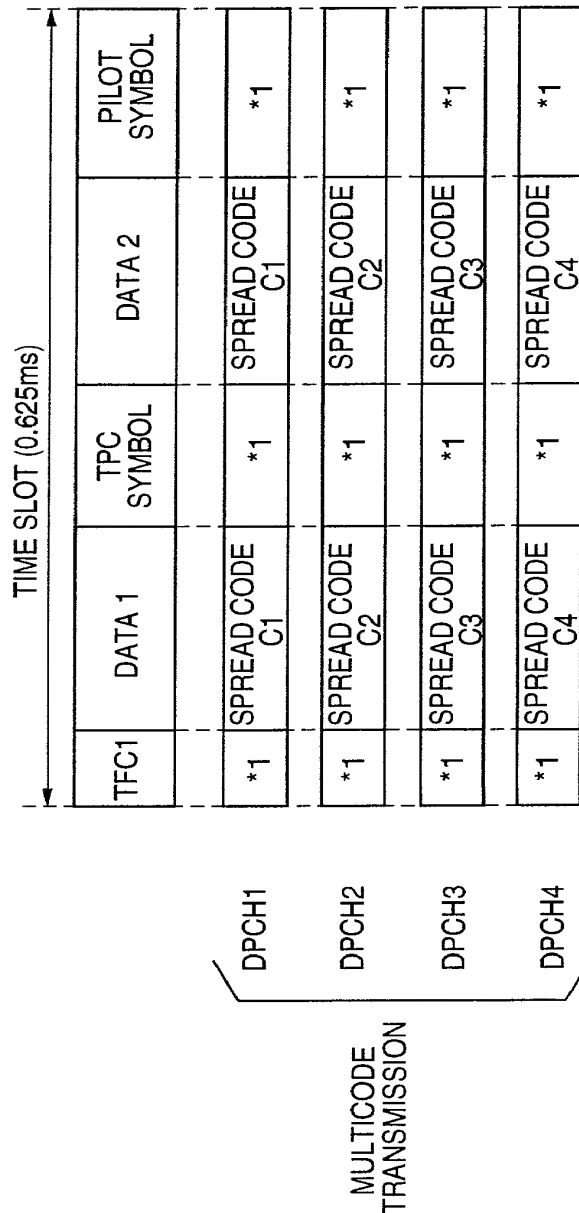 TIME SLOT (0.625ms)
TFC1 DATA 1 TPC SYMBOL DATA 2 PILOT SYMBOL
MULTICODE TRANSMISSION
DPCH1 *1 SPREAD CODE C1 *1 SPREAD CODE C1 *1
DPCH2 *1 SPREAD CODE C2 *1 SPREAD CODE C2 *1
DPCH3 *1 SPREAD CODE C3 *1 SPREAD CODE C3 *1
DPCH4 *1 SPREAD CODE C4 *1 SPREAD CODE C4 *1